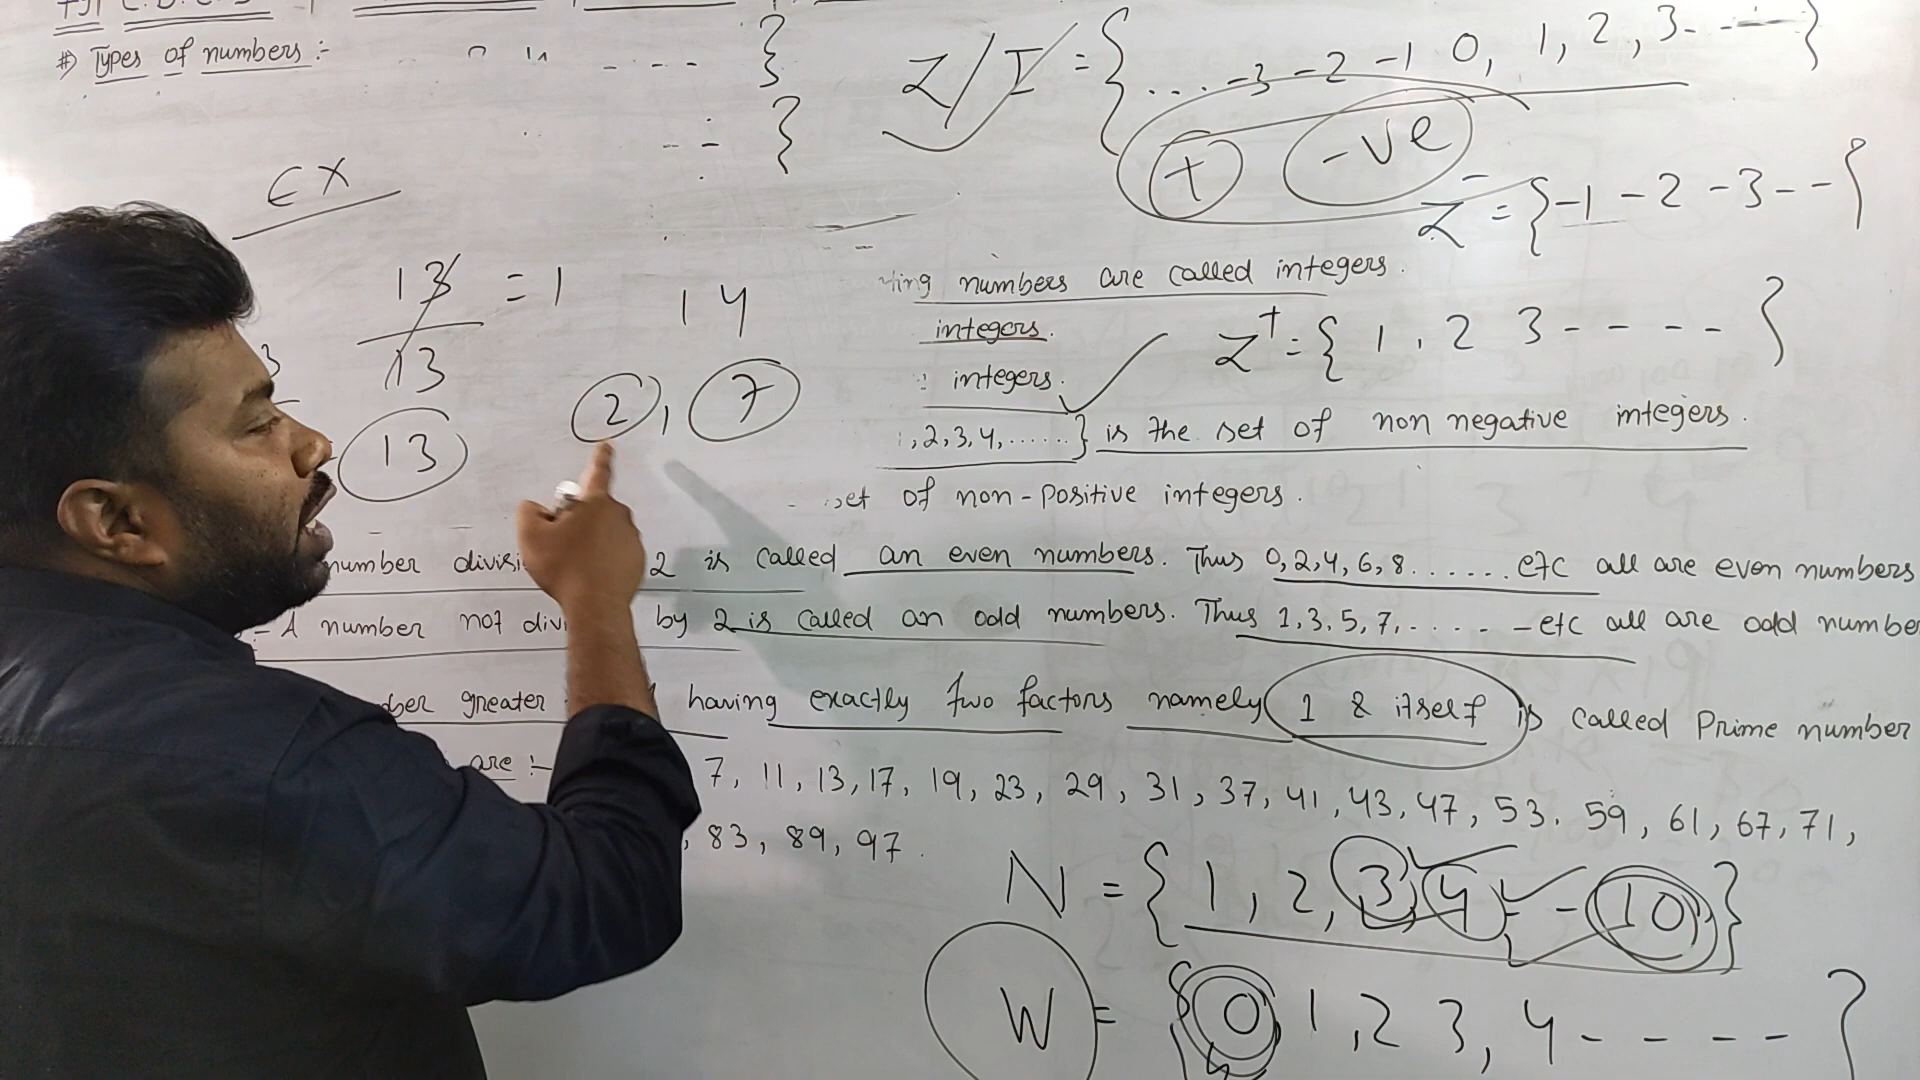 #) Types of numbers :-
}
}
Z/I = { .... -3 -2 -1 0, 1, 2, 3- - - }
+ -ve
Z⁻ = { -1 -2 -3 - - }
EX
13/13 = 1
13
14
2, 7
numbers are called integers.
integers.
Z⁺ = { 1, 2 3 - - - - - }
integers.
,2,3,4,......} is the set of non negative integers.
set of non-positive integers.
number 2 is called an even numbers. Thus 0,2,4,6,8...... etc all are even numbers
:- A number not by 2 is called an odd numbers. Thus 1,3,5,7,..... - etc all are odd
greater having exactly two factors namely 1 & itself is called Prime number
are :- 7, 11, 13, 17, 19, 23, 29, 31, 37, 41, 43, 47, 53. 59, 61, 67, 71,
, 83, 89, 97.
N = { 1, 2, 3, 4 - - 10 }
W = { 0 1, 2 3, 4 - - - - }